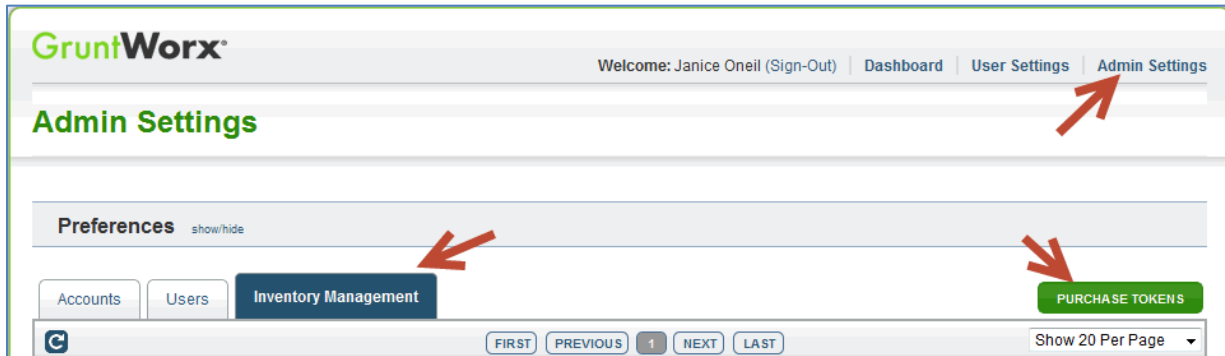 GruntWorx
Welcome: Janice Oneil (Sign-Out) Dashboard User Settings Admin Settings
Admin Settings
Preferences show/hide
Accounts Users Inventory Management PURCHASE TOKENS
FIRST PREVIOUS 1 NEXT LAST Show 20 Per Page